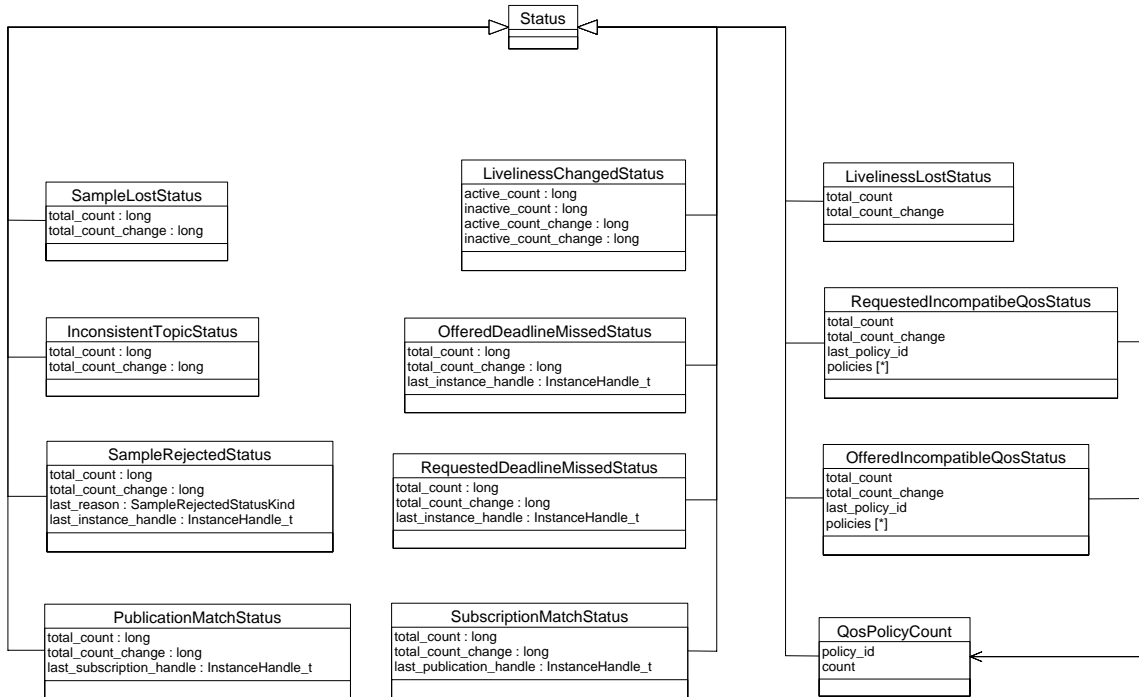 Status
SampleLostStatus
total_count : long
total_count_change : long
InconsistentTopicStatus
total_count : long
total_count_change : long
SampleRejectedStatus
total_count : long
total_count_change : long
last_reason : SampleRejectedStatusKind
last_instance_handle : InstanceHandle_t
PublicationMatchStatus
total_count : long
total_count_change : long
last_subscription_handle : InstanceHandle_t
LivelinessChangedStatus
active_count : long
inactive_count : long
active_count_change : long
inactive_count_change : long
OfferedDeadlineMissedStatus
total_count : long
total_count_change : long
last_instance_handle : InstanceHandle_t
RequestedDeadlineMissedStatus
total_count : long
total_count_change : long
last_instance_handle : InstanceHandle_t
SubscriptionMatchStatus
total_count : long
total_count_change : long
last_publication_handle : InstanceHandle_t
LivelinessLostStatus
total_count
total_count_change
RequestedIncompatibeQosStatus
total_count
total_count_change
last_policy_id
policies [*]
OfferedIncompatibleQosStatus
total_count
total_count_change
last_policy_id
policies [*]
QosPolicyCount
policy_id
count